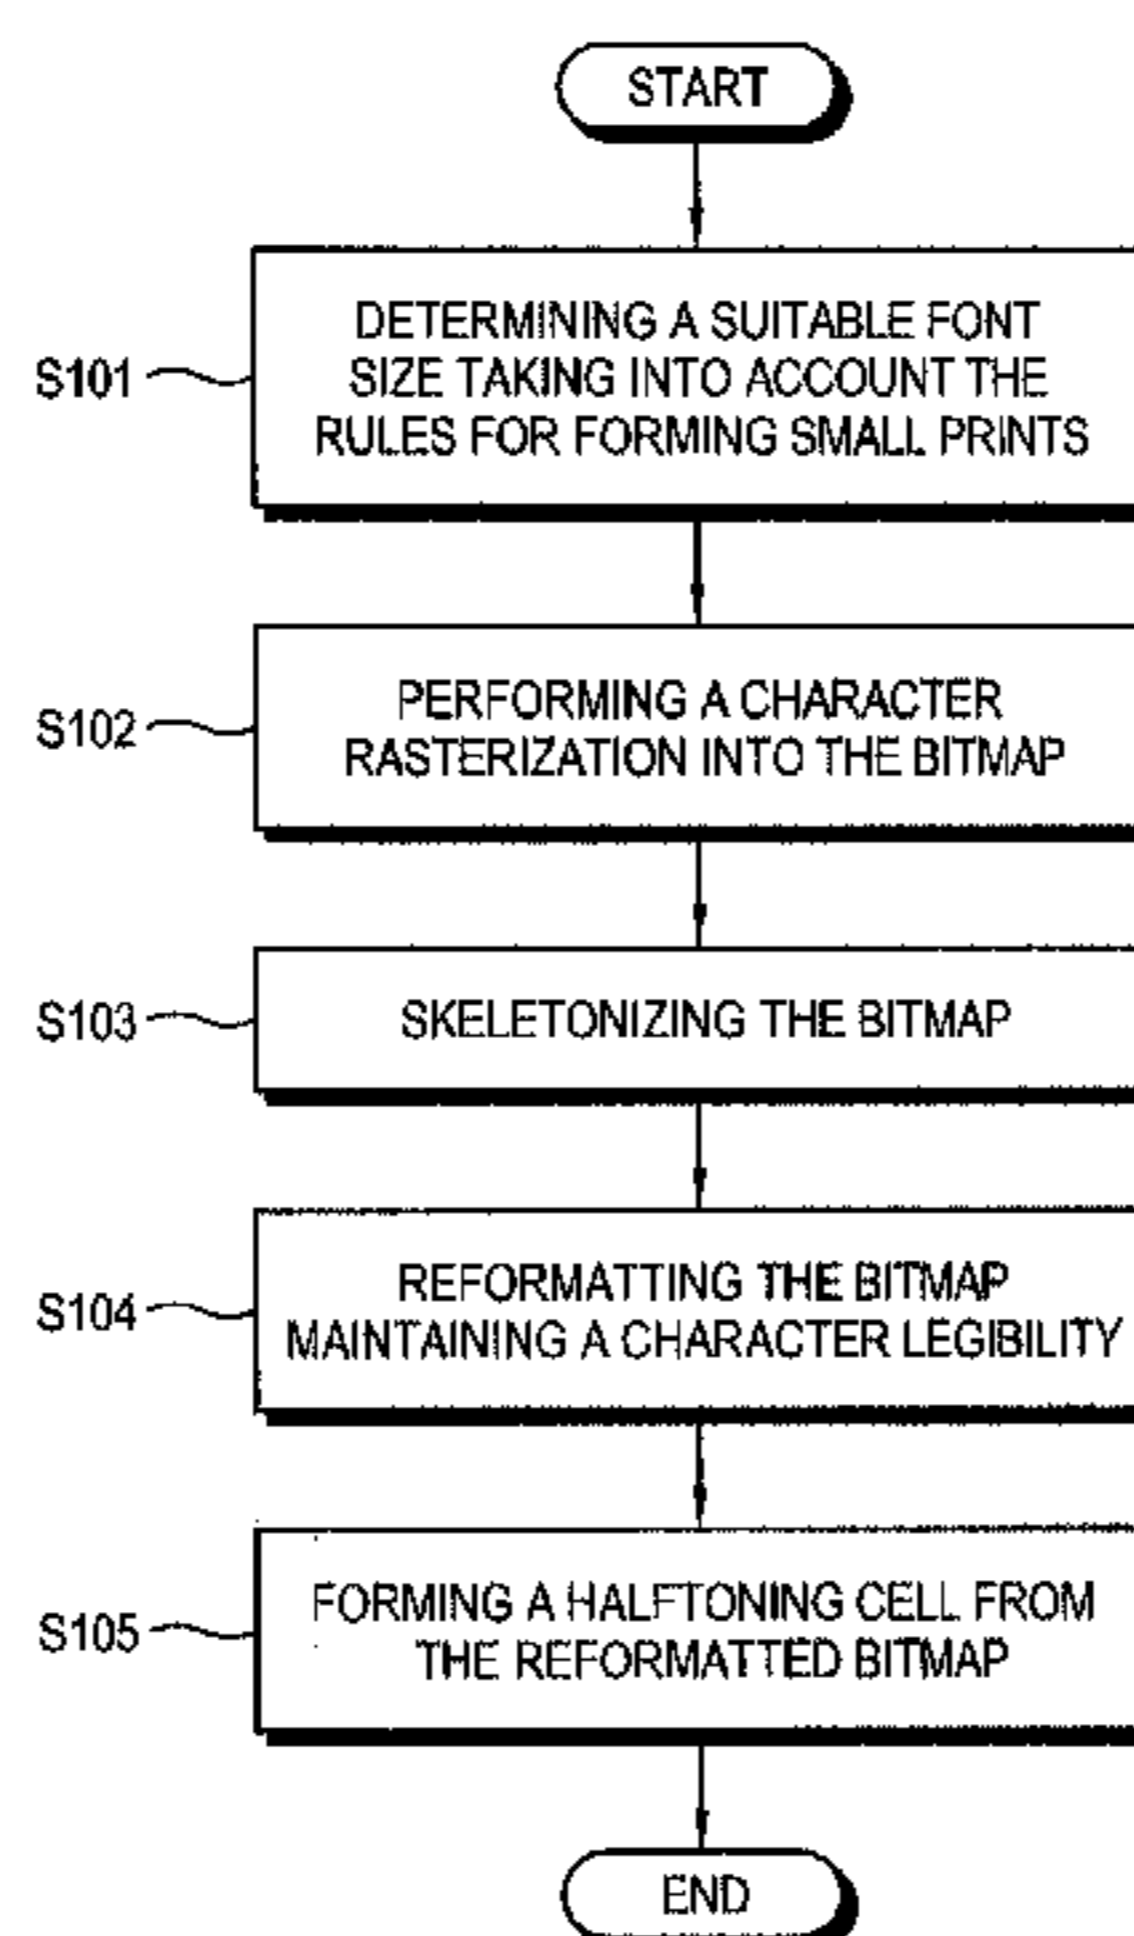 START
S101
DETERMINING A SUITABLE FONT
SIZE TAKING INTO ACCOUNT THE
RULES FOR FORMING SMALL PRINTS
S102
PERFORMING A CHARACTER
RASTERIZATION INTO THE BITMAP
S103
SKELETONIZING THE BITMAP
S104
REFORMATTING THE BITMAP
MAINTAINING A CHARACTER LEGIBILITY
S105
FORMING A HALFTONING CELL FROM
THE REFORMATTED BITMAP
END